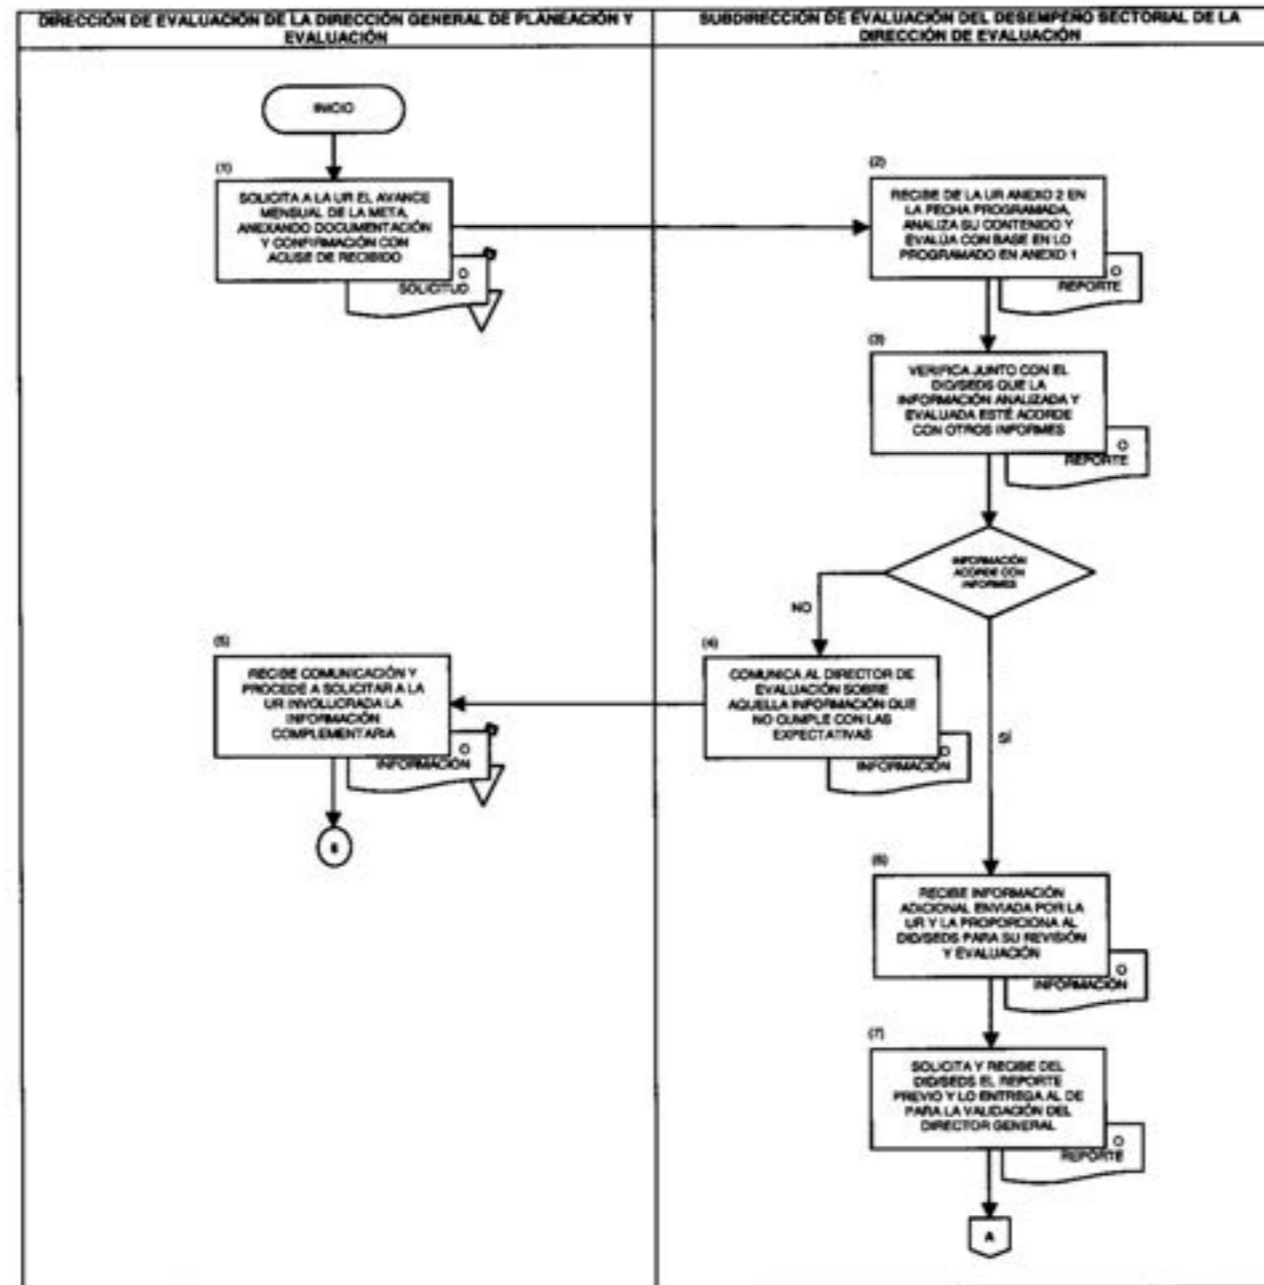 DIRECCIÓN DE EVALUACIÓN DE LA DIRECCIÓN GENERAL DE PLANEACIÓN Y
EVALUACIÓN
SUBDIRECCIÓN DE EVALUACIÓN DEL DESEMPEÑO SECTORIAL DE LA
DIRECCIÓN DE EVALUACIÓN
INICIO
(1)
SOLICITA A LA UR EL AVANCE
MENSUAL DE LA META,
ANEXANDO DOCUMENTACIÓN
Y CONFIRMACIÓN CON
ACUSE DE RECIBIDO
O
SOLICITUD
(2)
RECIBE DE LA UR ANEXO 2 EN
LA FECHA PROGRAMADA,
ANALIZA SU CONTENIDO Y
EVALÚA CON BASE EN LO
PROGRAMADO EN ANEXO 1
O
REPORTE
(3)
VERIFICA JUNTO CON EL
DID/SEDS QUE LA
INFORMACIÓN ANALIZADA Y
EVALUADA ESTÉ ACORDE
CON OTROS INFORMES
O
REPORTE
INFORMACIÓN
ACORDE CON
INFORMES
NO
SÍ
(4)
COMUNICA AL DIRECTOR DE
EVALUACIÓN SOBRE
AQUELLA INFORMACIÓN QUE
NO CUMPLE CON LAS
EXPECTATIVAS
O
INFORMACIÓN
(5)
RECIBE COMUNICACIÓN Y
PROCEDE A SOLICITAR A LA
UR INVOLUCRADA LA
INFORMACIÓN
COMPLEMENTARIA
O
INFORMACIÓN
(6)
RECIBE INFORMACIÓN
ADICIONAL ENVIADA POR LA
UR Y LA PROPORCIONA AL
DID/SEDS PARA SU REVISIÓN
Y EVALUACIÓN
O
INFORMACIÓN
(7)
SOLICITA Y RECIBE DEL
DID/SEDS EL REPORTE
PREVIO Y LO ENTREGA AL DE
PARA LA VALIDACIÓN DEL
DIRECTOR GENERAL
O
REPORTE
A